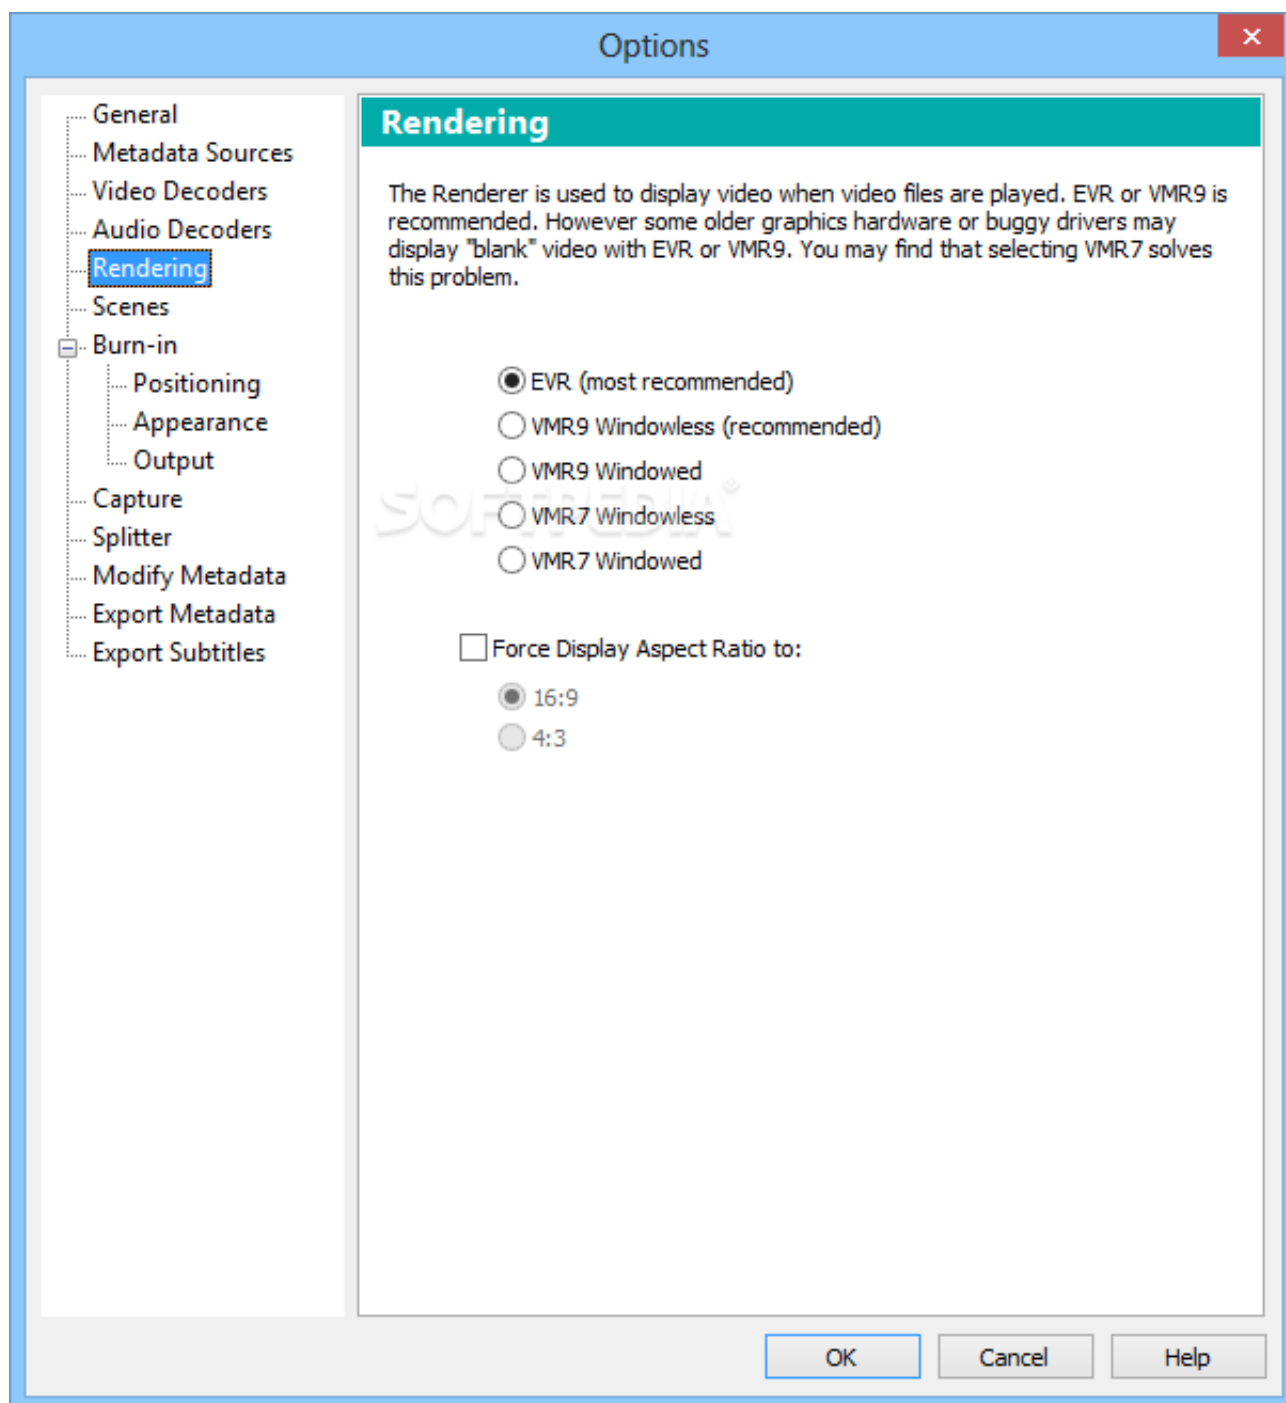 Options
General
Metadata Sources
Video Decoders
Audio Decoders
Rendering
Scenes
Burn-in
Positioning
Appearance
Output
Capture
Splitter
Modify Metadata
Export Metadata
Export Subtitles
Rendering
The Renderer is used to display video when video files are played. EVR or VMR9 is
recommended. However some older graphics hardware or buggy drivers may
display "blank" video with EVR or VMR9. You may find that selecting VMR7 solves
this problem.
EVR (most recommended)
VMR9 Windowless (recommended)
VMR9 Windowed
SOFTPEDIA®
VMR7 Windowless
VMR7 Windowed
Force Display Aspect Ratio to:
16:9
4:3
OK
Cancel
Help